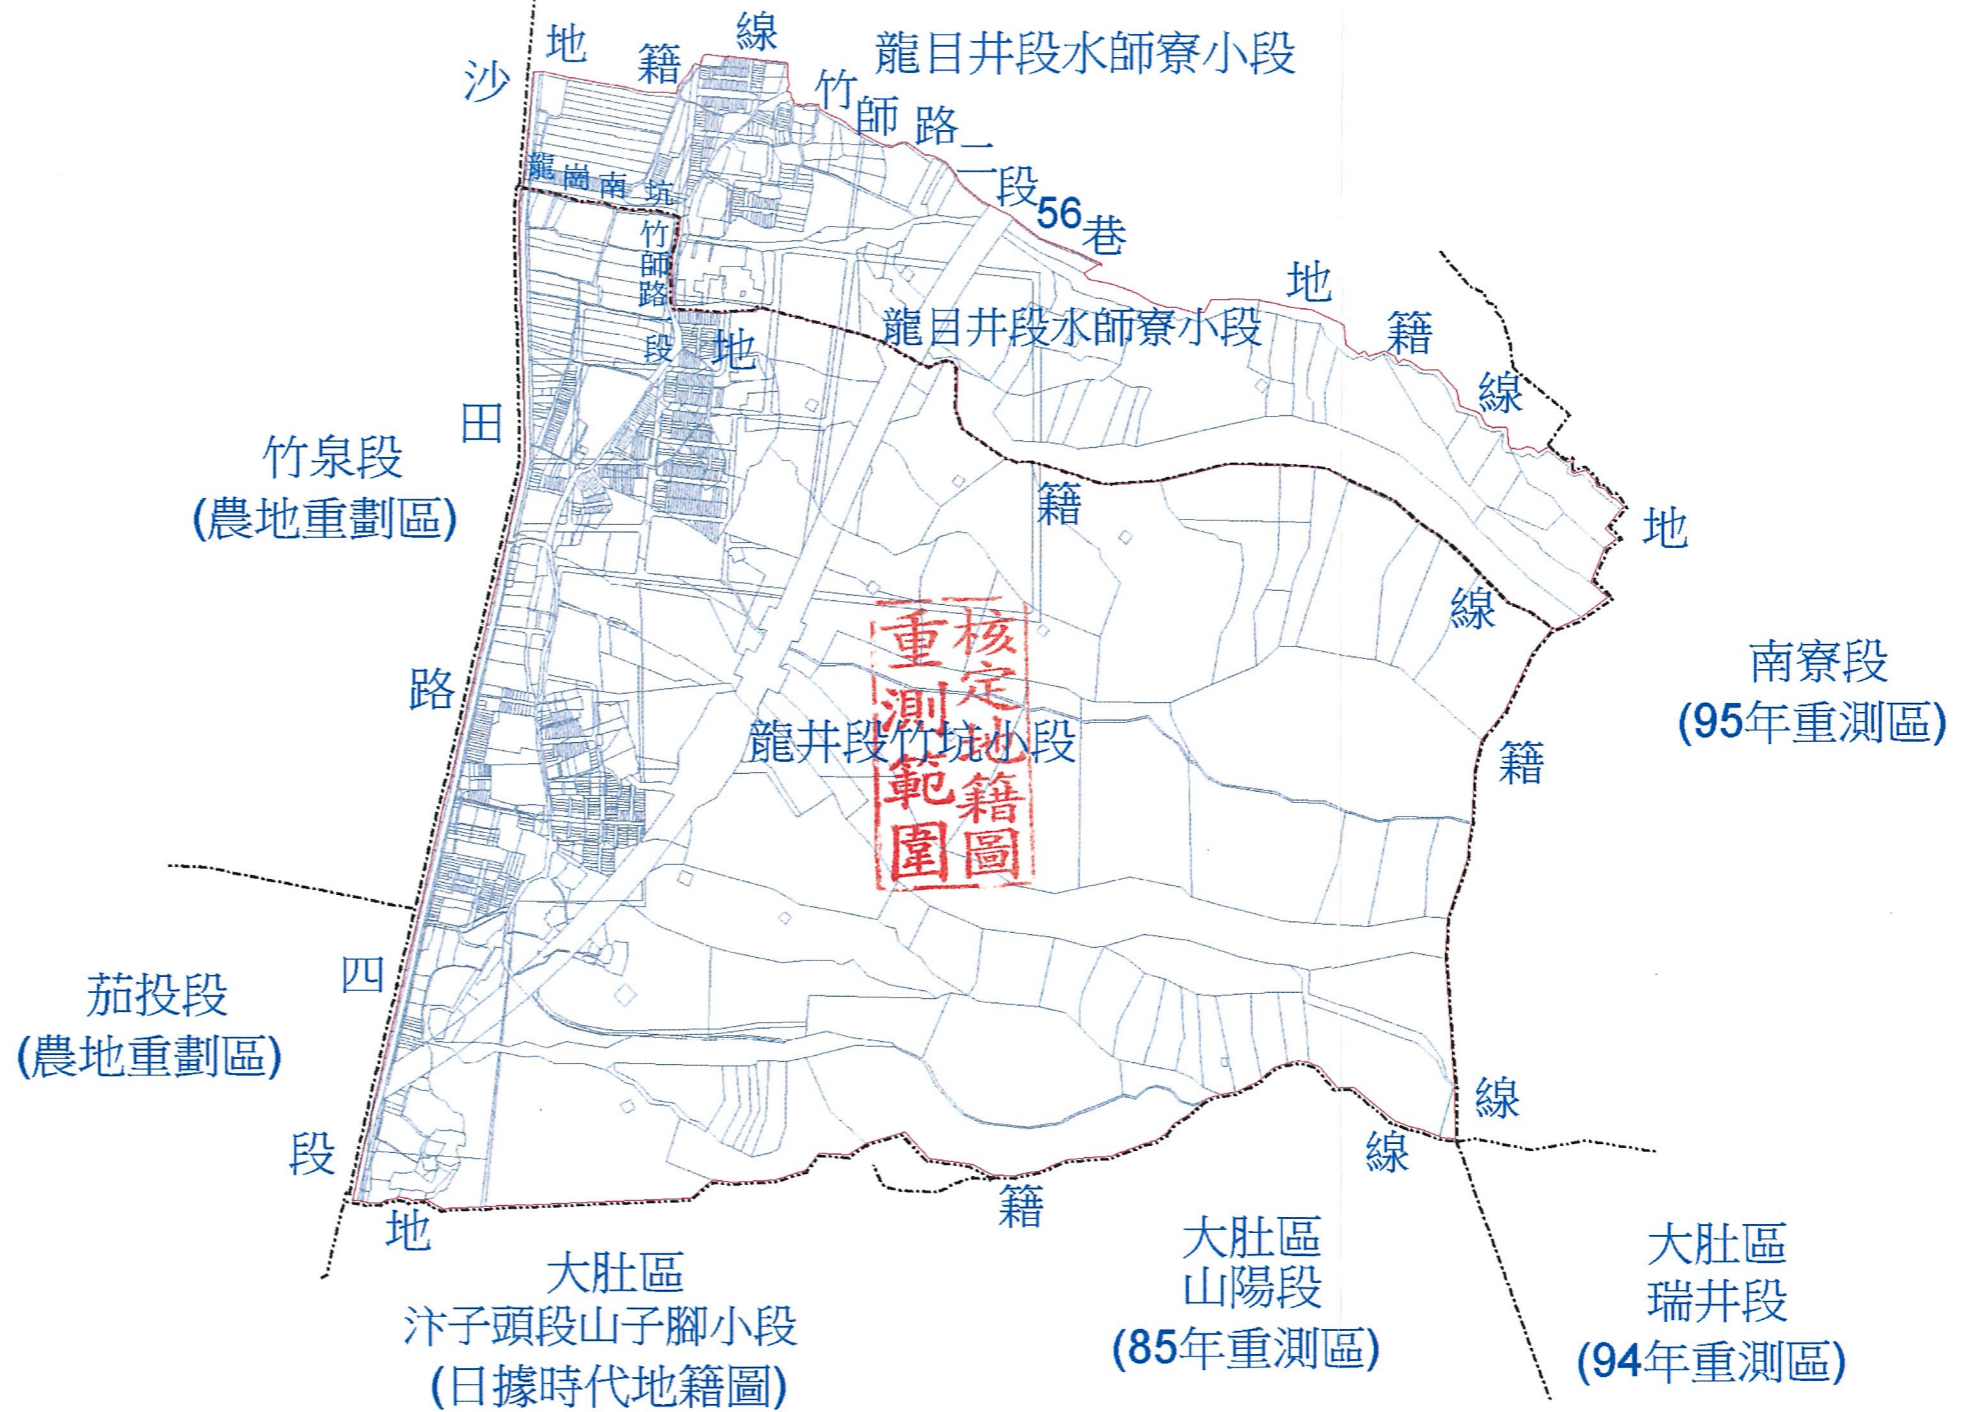 地籍線
龍目井段水師寮小段
沙田路四段
竹師路二段56巷
龍崗南坑
竹師路一段
龍目井段水師寮小段
地籍線
地籍線
竹泉段
(農地重劃區)
地籍線
南寮段
(95年重測區)
核定地籍圖
重測範圍
龍井段竹坑小段
茄投段
(農地重劃區)
地籍線
大肚區
汴子頭段山子腳小段
(日據時代地籍圖)
大肚區
山陽段
(85年重測區)
大肚區
瑞井段
(94年重測區)